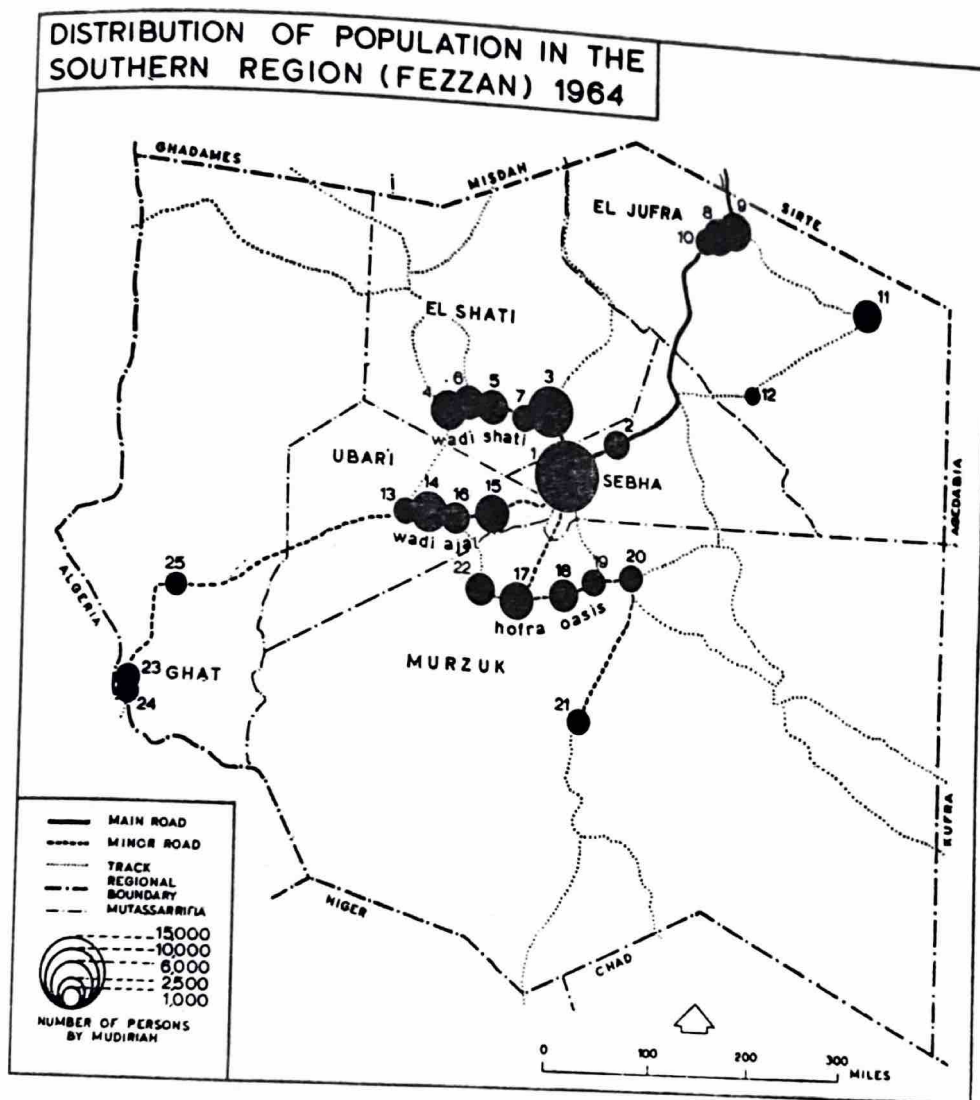 DISTRIBUTION OF POPULATION IN THE
SOUTHERN REGION (FEZZAN) 1964
GHADAMES
MISDAH
SIRTE
EL JUFRA
8
9
10
11
EL SHATI
12
4
6
5
7
3
wadi shati
2
1
SEBHA
UBARI
13
14
16
15
wadi ajal
AGEDABIA
22
17
18
19
20
hofra oasis
25
ALGERIA
MURZUK
23
GHAT
24
21
KUFRA
NIGER
CHAD
MAIN ROAD
MINOR ROAD
TRACK
REGIONAL
BOUNDARY
MUTASSARRIFIA
15,000
10,000
6,000
2,500
1,000
NUMBER OF PERSONS
BY MUDIRIAH
0 100 200 300
MILES